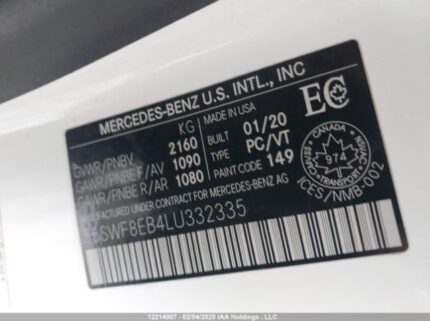 MERCEDES-BENZ U.S. INTL., INC
MADE IN USA
KG
GVWR/PNBV 2160 BUILT 01/20
GAWR/PNBE F/AV 1090 TYPE PC/VT
GAWR/PNBE R/AR 1080 PAINT CODE 149
MANUFACTURED UNDER CONTRACT FOR MERCEDES-BENZ AG
EC
CANADA
974
TRANSPORT
CMVSS
ICES/NMB-002
SWF8EB4LU332335
12214007 - 02/04/2025 IAA Holdings, LLC.